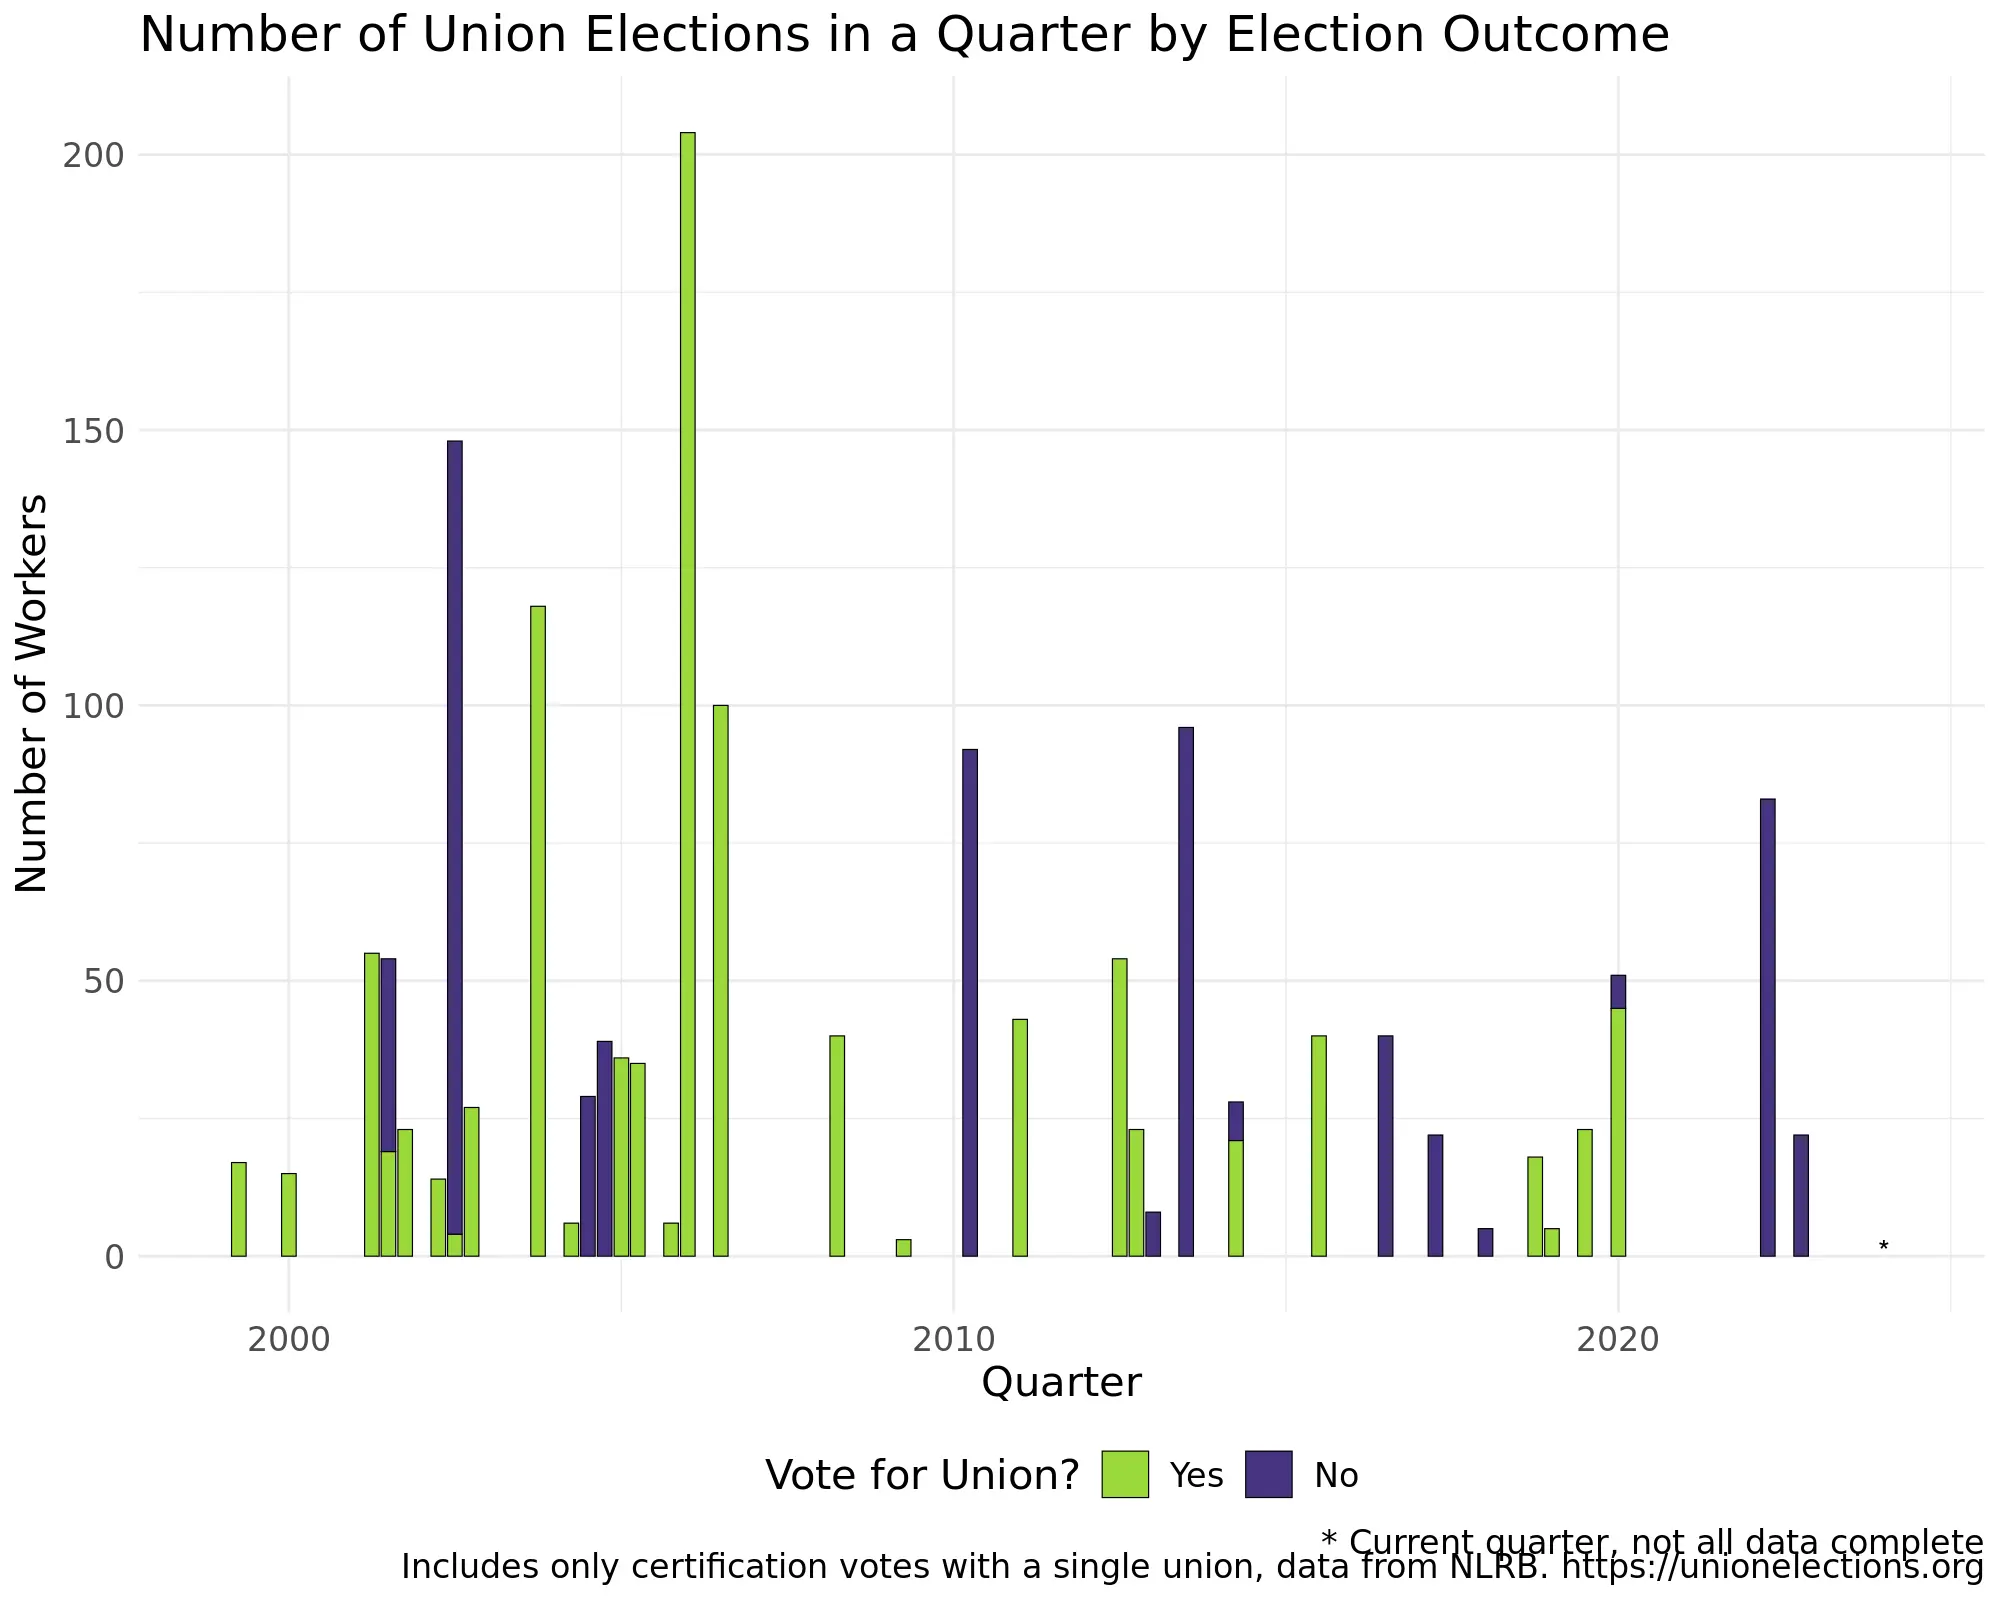 Number of Union Elections in a Quarter by Election Outcome
Number of Workers
200
150
100
50
0
*
2000 2010 2020
Quarter
Vote for Union? Yes No
* Current quarter, not all data complete
Includes only certification votes with a single union, data from NLRB. https://unionelections.org